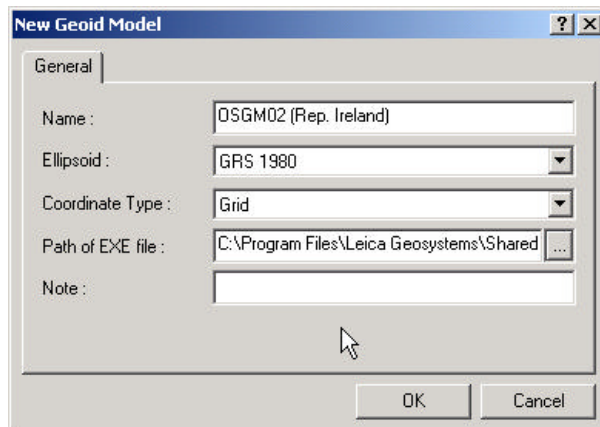 New Geoid Model
General
Name : OSGM02 (Rep. Ireland)
Ellipsoid : GRS 1980
Coordinate Type : Grid
Path of EXE file : C:\Program Files\Leica Geosystems\Shared ...
Note :
OK Cancel